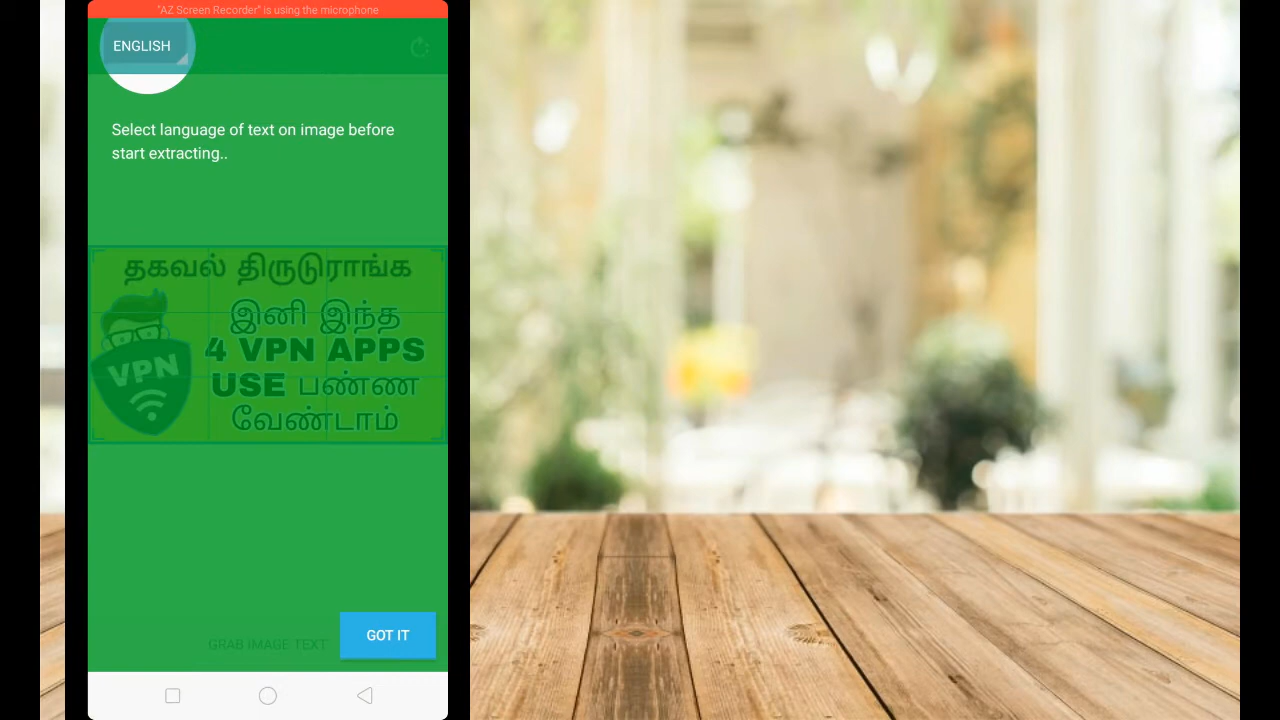 "AZ Screen Recorder" is using the microphone
ENGLISH
Select language of text on image before
start extracting..
தகவல் திருடுராங்க
இனி இந்த
4 VPN APPS
USE பண்ண
வேண்டாம்
VPN
GRAB IMAGE TEXT
GOT IT